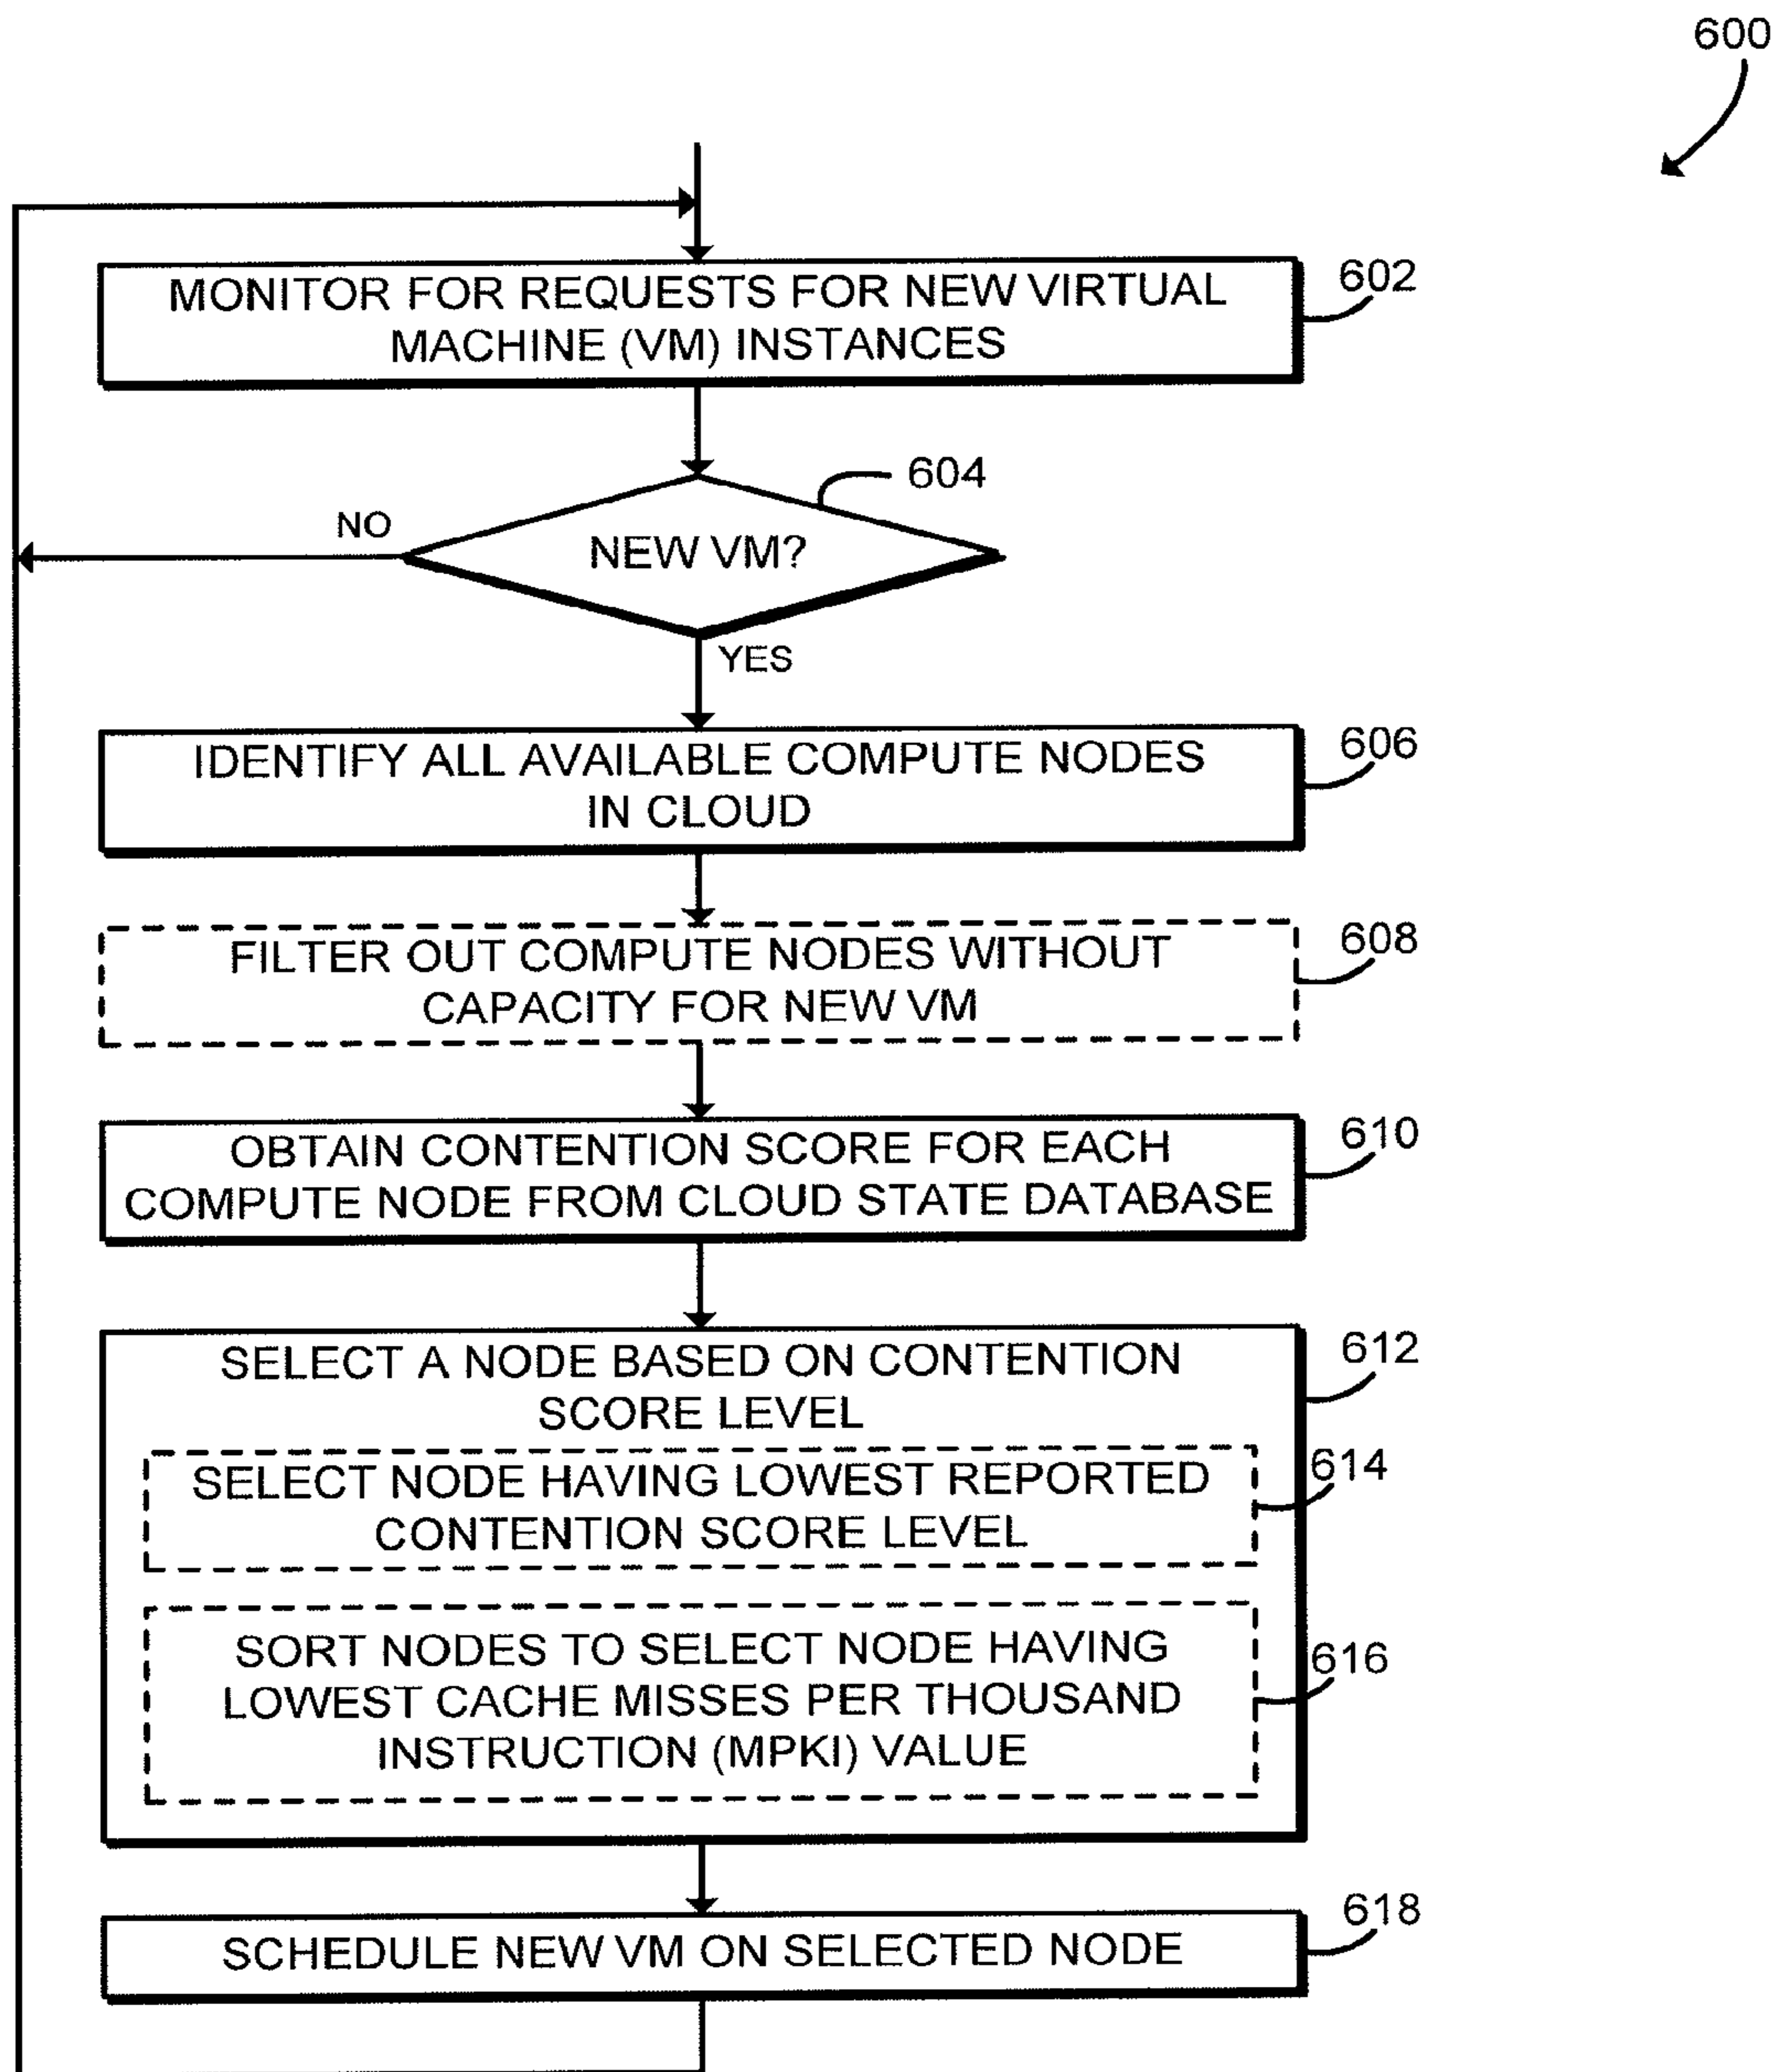 600
MONITOR FOR REQUESTS FOR NEW VIRTUAL
MACHINE (VM) INSTANCES
602
604
NO
NEW VM?
YES
IDENTIFY ALL AVAILABLE COMPUTE NODES
IN CLOUD
606
FILTER OUT COMPUTE NODES WITHOUT
CAPACITY FOR NEW VM
608
OBTAIN CONTENTION SCORE FOR EACH
COMPUTE NODE FROM CLOUD STATE DATABASE
610
SELECT A NODE BASED ON CONTENTION
SCORE LEVEL
612
SELECT NODE HAVING LOWEST REPORTED
CONTENTION SCORE LEVEL
614
SORT NODES TO SELECT NODE HAVING
LOWEST CACHE MISSES PER THOUSAND
INSTRUCTION (MPKI) VALUE
616
SCHEDULE NEW VM ON SELECTED NODE
618